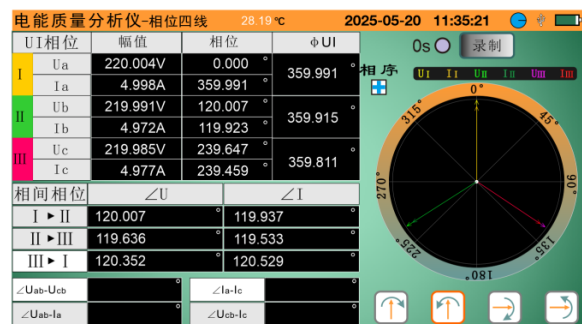 电能质量分析仪-相位四线 28.19 ℃ 2025-05-20 11:35:21
UI相位 幅值 相位 ΦUI
I Ua 220.004V 0.000 ° 359.991 °
Ia 4.998A 359.991 °
II Ub 219.991V 120.007 ° 359.915 °
Ib 4.972A 119.923 °
III Uc 219.985V 239.647 ° 359.811 °
Ic 4.977A 239.459 °
相间相位 ∠U ∠I
I ►II 120.007 ° 119.937 °
II ►III 119.636 ° 119.533 °
III► I 120.352 ° 120.529 °
∠Uab-Ucb ° ∠Ia-Ic °
∠Uab-Ia ° ∠Ucb-Ic °
0s 录制
相序 UI II UII III UIII IIII
0°
45°
90°
135°
180°
225°
270°
315°